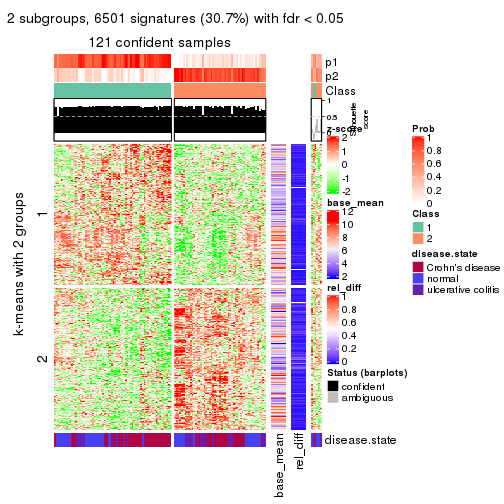 2 subgroups, 6501 signatures (30.7%) with fdr < 0.05
121 confident samples
p1
p2
Class
1
0.5
0
Silhouette
score
k-means with 2 groups
1
2
z-score
2
1
0
-1
-2
base_mean
12
10
8
6
4
2
rel_diff
1
0.8
0.6
0.4
0.2
0
Status (barplots)
confident
ambiguous
Prob
1
0.8
0.6
0.4
0.2
0
Class
1
2
disease.state
Crohn's disease
normal
ulcerative colitis
disease.state
base_mean
rel_diff